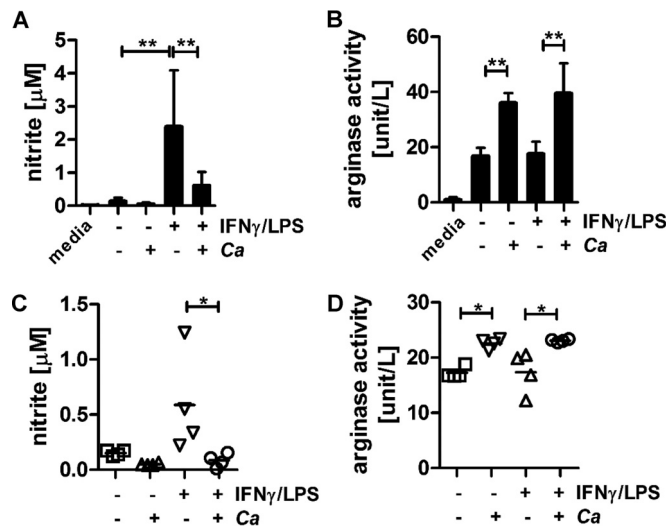 A
nitrite [µM]
5
4
3
2
1
0
** **
media - - + + IFNγ/LPS
- + - + Ca
B
arginase activity
[unit/L]
60
40
20
0
** **
media - - + + IFNγ/LPS
- + - + Ca
C
nitrite [µM]
1.5
1.0
0.5
0.0
*
- - + + IFNγ/LPS
- + - + Ca
D
arginase activity
[unit/L]
30
20
10
0
* *
- - + + IFNγ/LPS
- + - + Ca